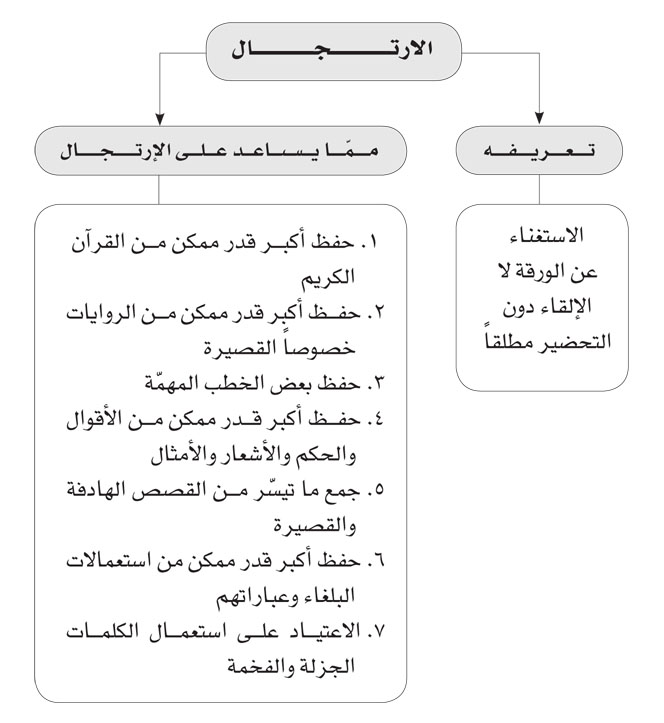 الارتجال
تعريفه
الاستغناء
عن الورقة لا
الإلقاء دون
التحضير مطلقاً
ممّا يساعد على الإرتجال
١. حفظ أكبر قدر ممكن من القرآن
الكريم
٢. حفظ أكبر قدر ممكن من الروايات
خصوصاً القصيرة
٣. حفظ بعض الخطب المهمّة
٤. حفظ أكبر قدر ممكن من الأقوال
والحكم والأشعار والأمثال
٥. جمع ما تيسّر من القصص الهادفة
والقصيرة
٦. حفظ أكبر قدر ممكن من استعمالات
البلغاء وعباراتهم
٧. الاعتياد على استعمال الكلمات
الجزلة والفخمة